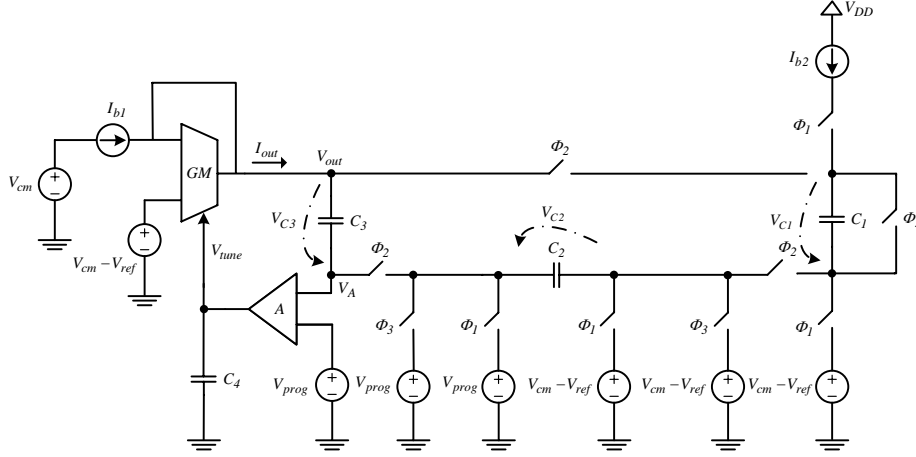 V_DD
I_b2
Φ_1
I_b1
I_out
V_out
Φ_2
GM
V_cm
V_C3
C_3
V_C2
C_2
V_C1
C_1
V_tune
V_cm – V_ref
Φ_2
V_A
Φ_2
A
Φ_3
Φ_1
Φ_1
Φ_3
Φ_1
C_4
V_prog
V_prog
V_prog
V_cm – V_ref
V_cm – V_ref
V_cm – V_ref